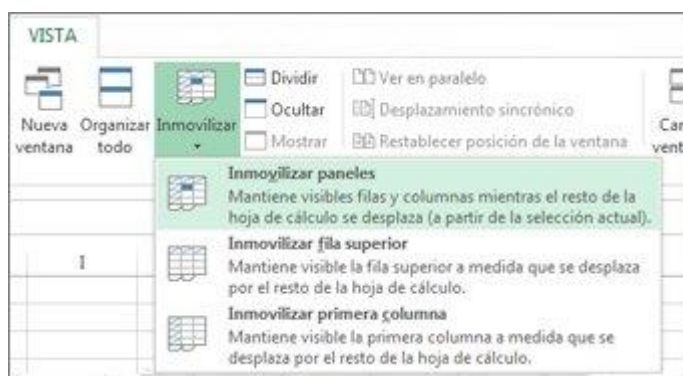 VISTA
Nueva ventana
Organizar todo
Inmovilizar
Dividir
Ocultar
Mostrar
Ver en paralelo
Desplazamiento sincrónico
Restablecer posición de la ventana
Inmovilizar paneles
Mantiene visibles filas y columnas mientras el resto de la
hoja de cálculo se desplaza (a partir de la selección actual).
Inmovilizar fila superior
Mantiene visible la fila superior a medida que se desplaza
por el resto de la hoja de cálculo.
Inmovilizar primera columna
Mantiene visible la primera columna a medida que se
desplaza por el resto de la hoja de cálculo.
I